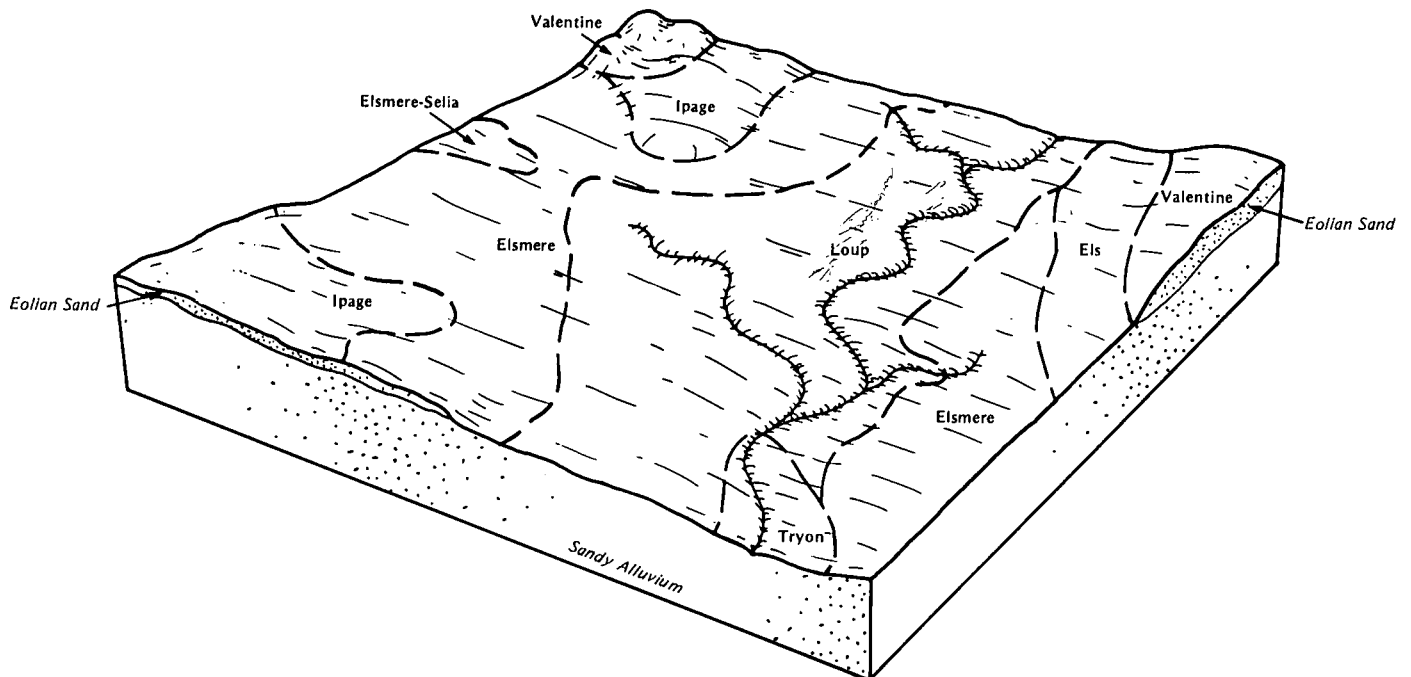 Valentine
Elsmere-Selia
Ipage
Valentine
Eolian Sand
Elsmere
Loup
Els
Eolian Sand
Ipage
Elsmere
Tryon
Sandy Alluvium